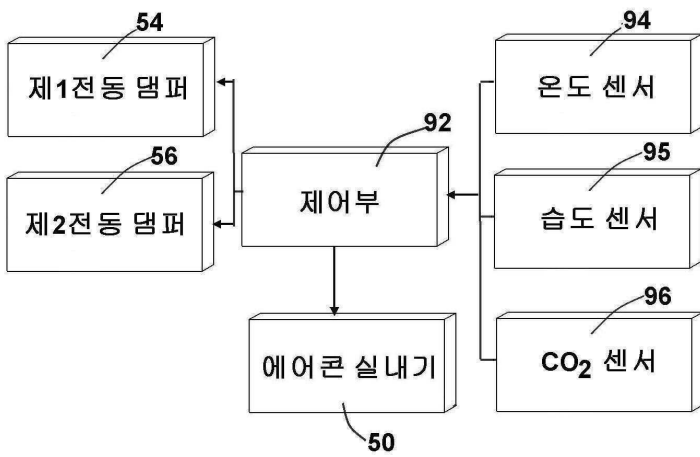 54
제1전동 댐퍼
56
제2전동 댐퍼
92
제어부
94
온도 센서
95
습도 센서
96
CO2 센서
에어콘 실내기
50